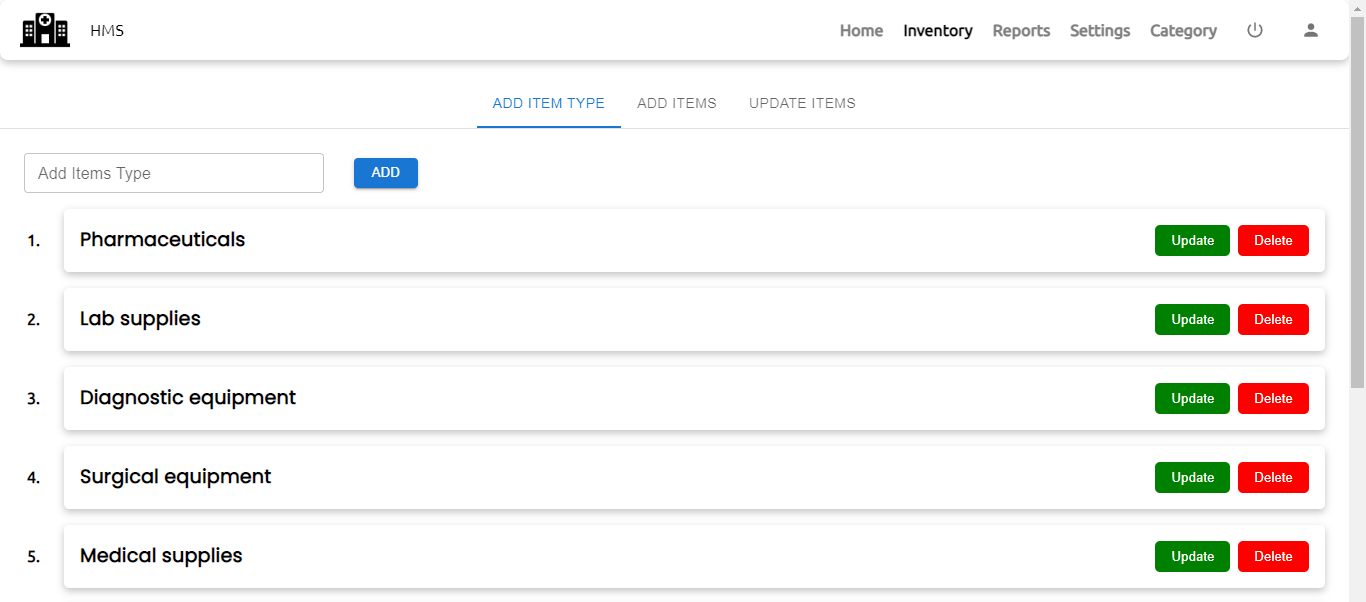 HMS Home Inventory Reports Settings Category
ADD ITEM TYPE ADD ITEMS UPDATE ITEMS
Add Items Type ADD
1. Pharmaceuticals Update Delete
2. Lab supplies Update Delete
3. Diagnostic equipment Update Delete
4. Surgical equipment Update Delete
5. Medical supplies Update Delete